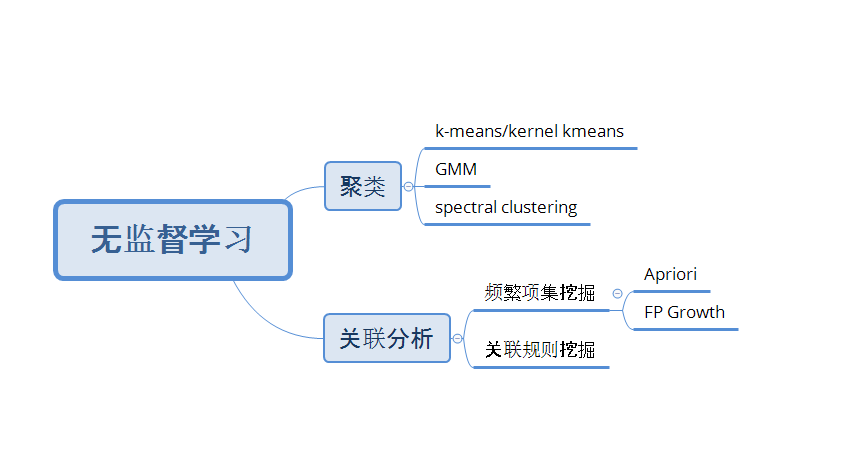 无监督学习
聚类
k-means/kernel kmeans
GMM
spectral clustering
关联分析
频繁项集挖掘
Apriori
FP Growth
关联规则挖掘